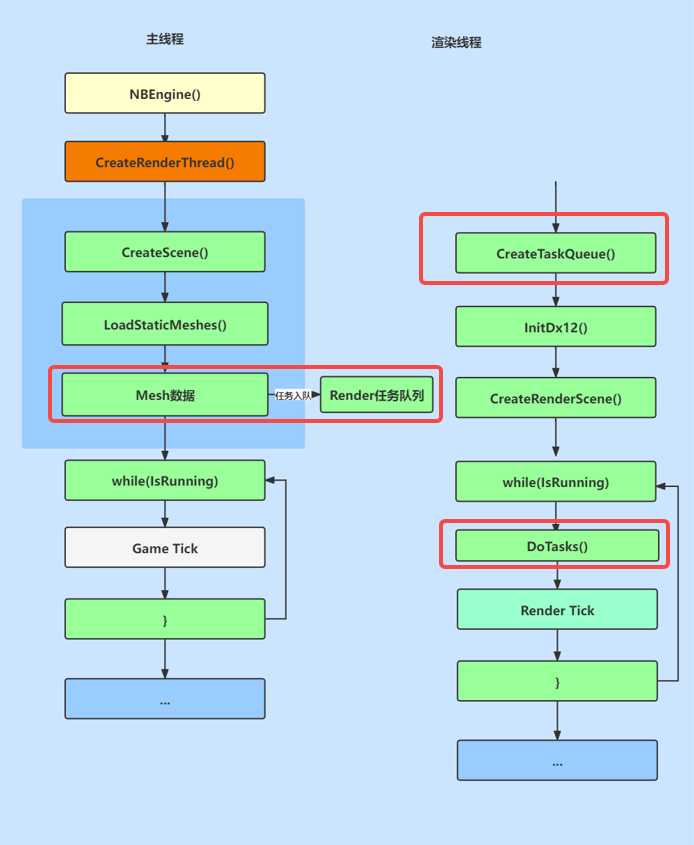 主线程
NBEngine()
CreateRenderThread()
CreateScene()
LoadStaticMeshes()
Mesh数据
任务入队
Render任务队列
while(IsRunning)
Game Tick
}
...
渲染线程
CreateTaskQueue()
InitDx12()
CreateRenderScene()
while(IsRunning)
DoTasks()
Render Tick
}
...